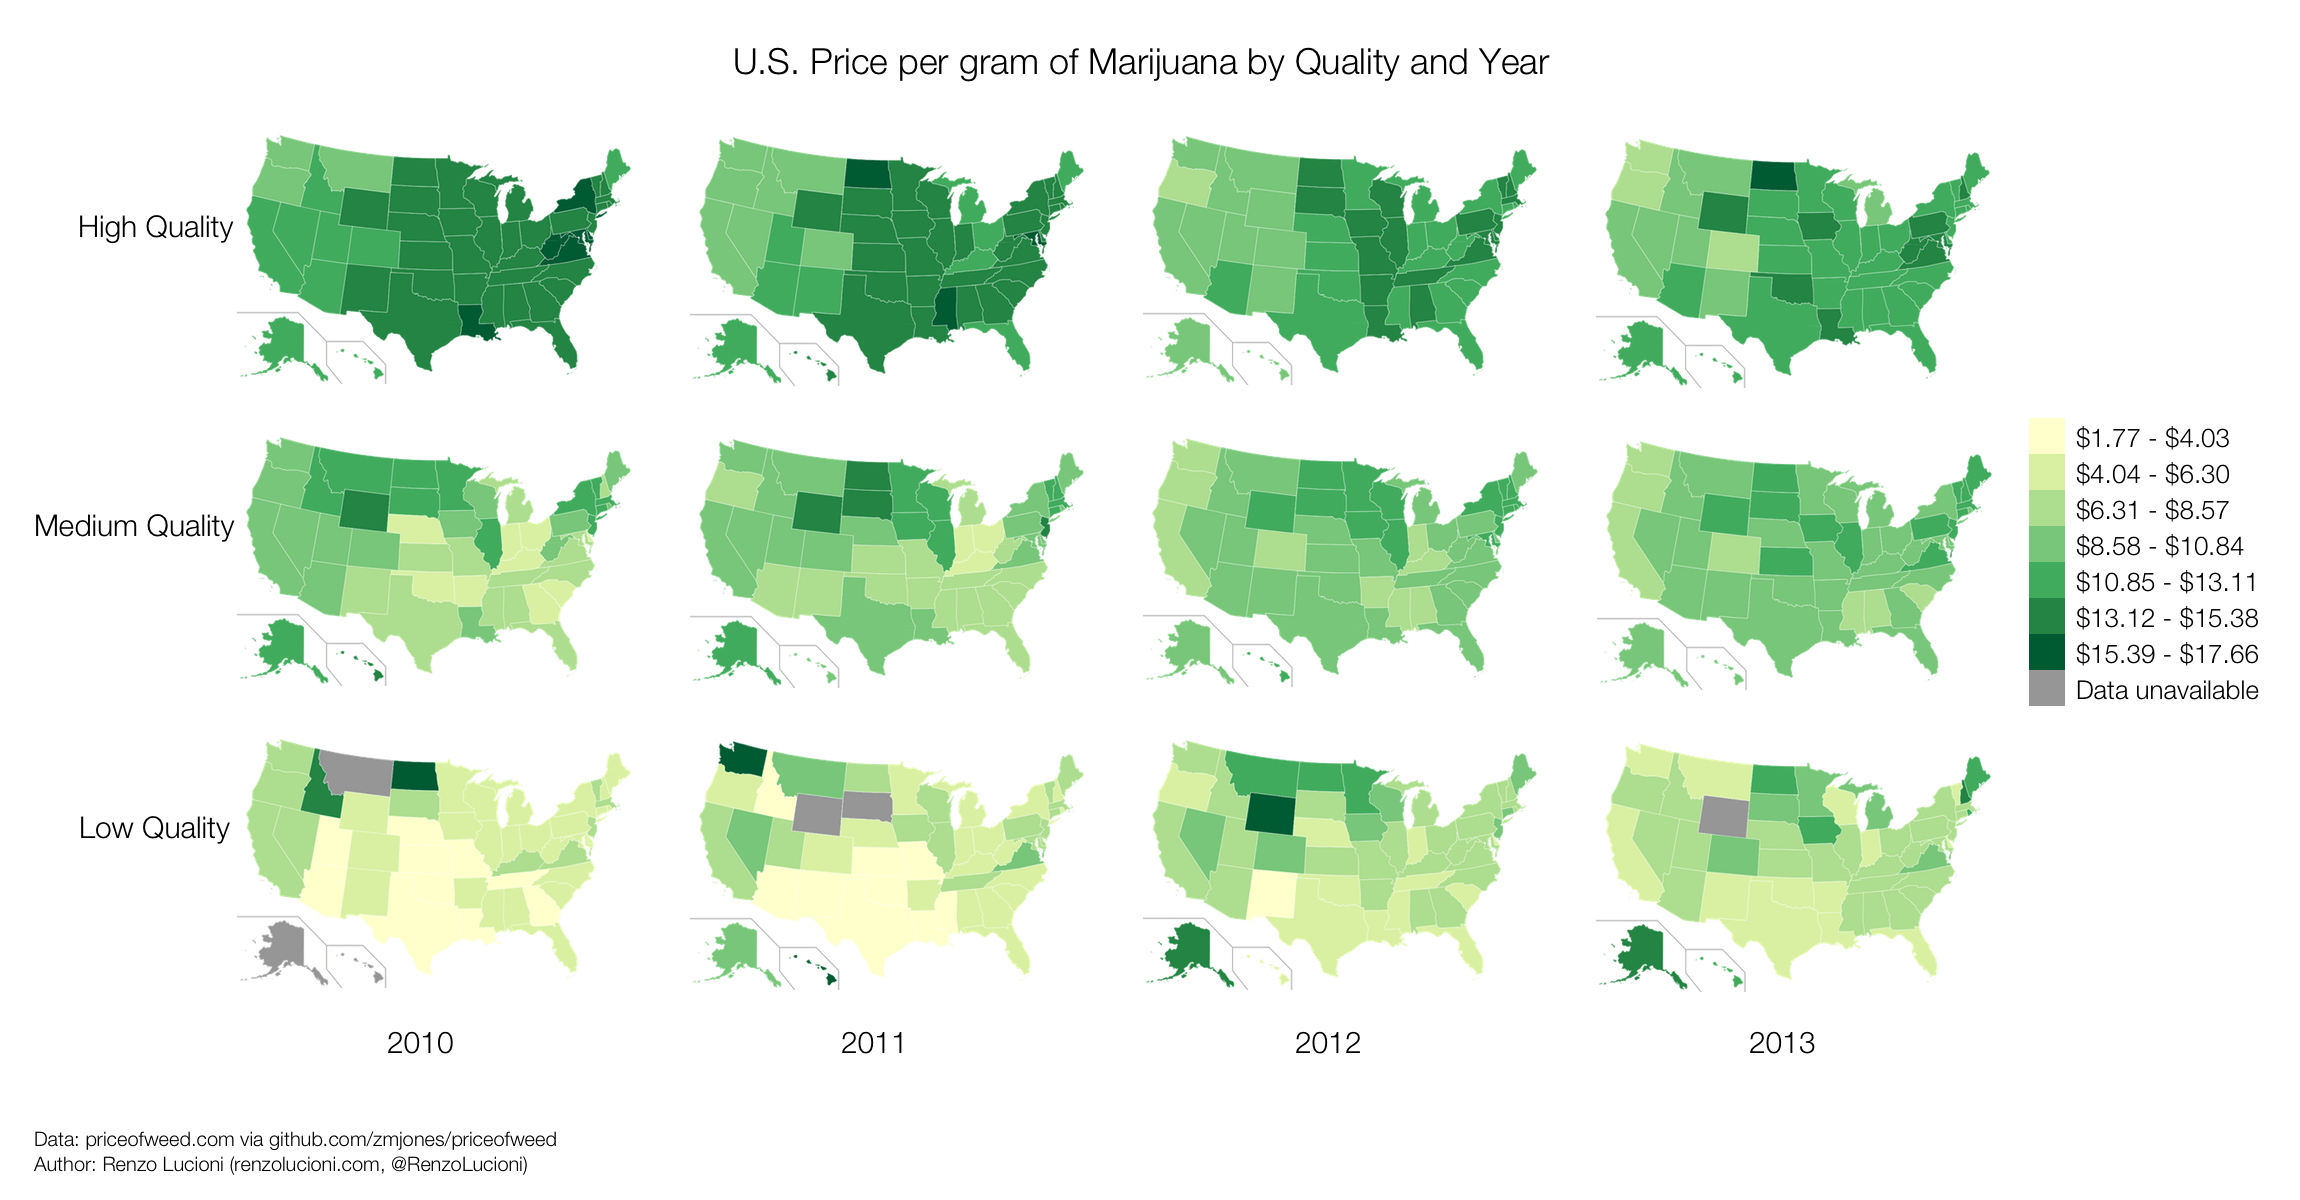 U.S. Price per gram of Marijuana by Quality and Year
High Quality
Medium Quality
Low Quality
$1.77 - $4.03
$4.04 - $6.30
$6.31 - $8.57
$8.58 - $10.84
$10.85 - $13.11
$13.12 - $15.38
$15.39 - $17.66
Data unavailable
2010
2011
2012
2013
Data: priceofweed.com via github.com/zmjones/priceofweed
Author: Renzo Lucioni (renzolucioni.com, @RenzoLucioni)